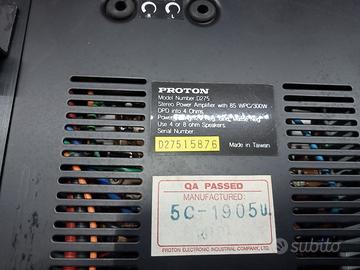 R
L
PROTON
Model Number D275
Stereo Power Amplifier with 85 WPC/300W
DPD into 4 Ohms
Power
Use 4 or 8 ohm Speakers.
Serial Number
D27515876
Made in Taiwan
QA PASSED
MANUFACTURED:
5C-1905U
PROTON ELECTRONIC INDUSTRIAL COMPANY, LTD.
subito